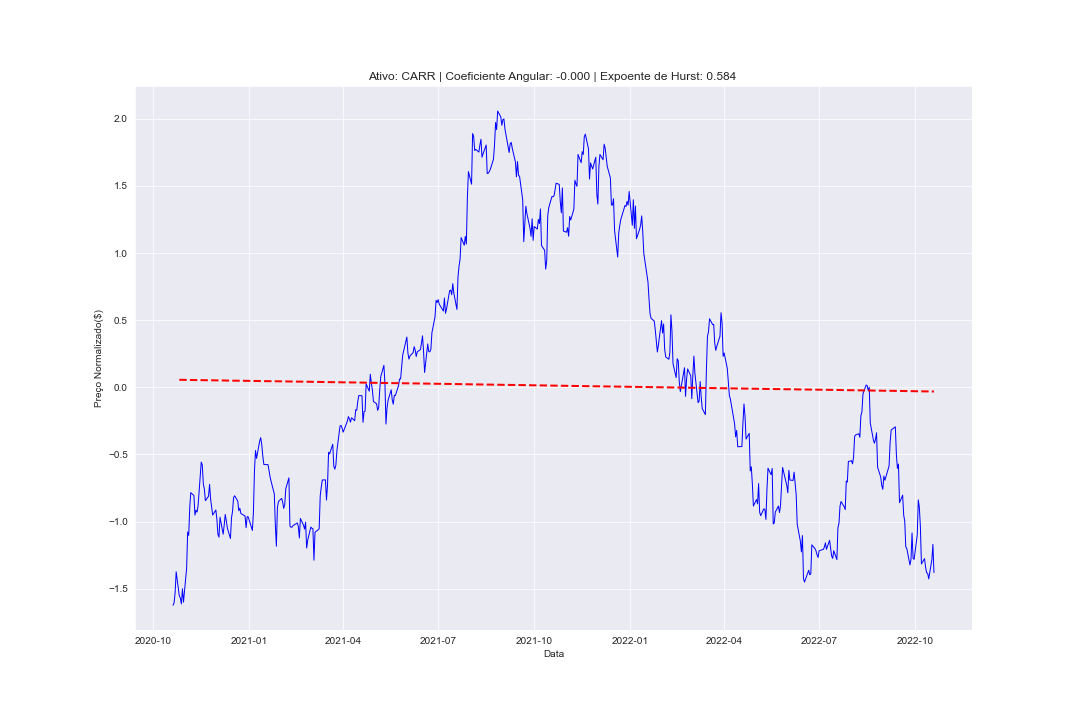 Ativo: CARR | Coeficiente Angular: -0.000 | Expoente de Hurst: 0.584
2.0
1.5
1.0
0.5
0.0
−0.5
−1.0
−1.5
Preço Normalizado($)
2020-10 2021-01 2021-04 2021-07 2021-10 2022-01 2022-04 2022-07 2022-10
Data